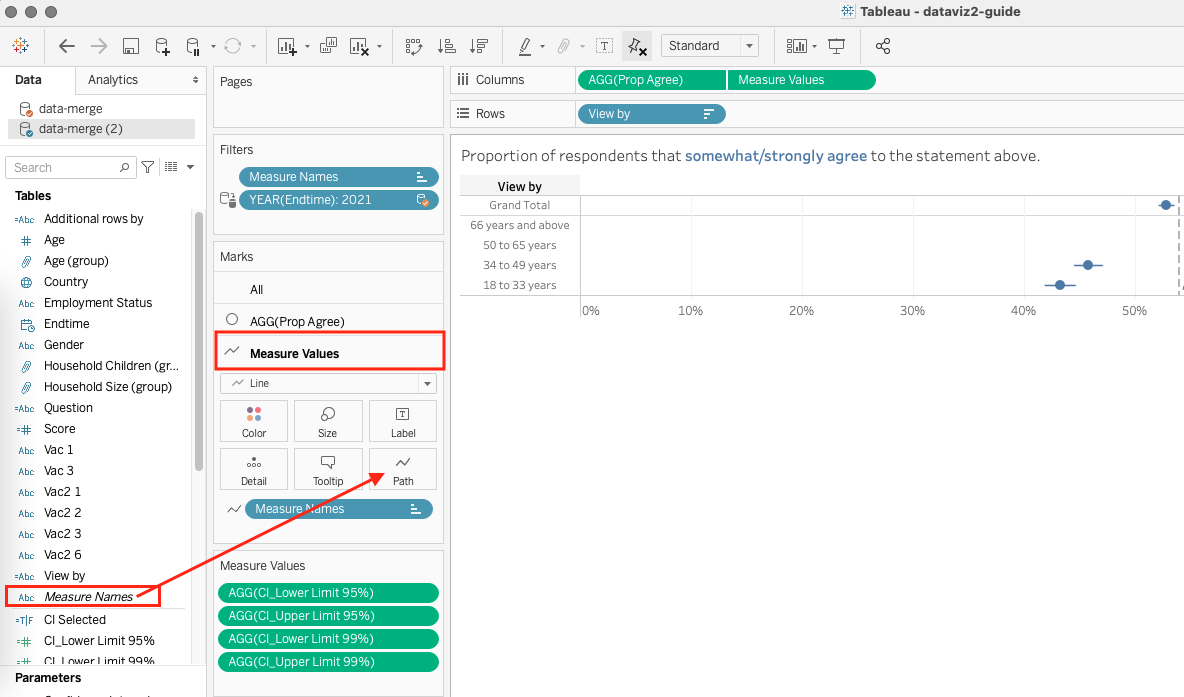 Tableau - dataviz2-guide
Standard
Data
Analytics
data-merge
data-merge (2)
Search
Tables
=Abc Additional rows by
Age
Age (group)
Country
Abc Employment Status
Endtime
Abc Gender
Household Children (gr...
Household Size (group)
=Abc Question
Score
Abc Vac 1
Abc Vac 3
Abc Vac2 1
Abc Vac2 2
Abc Vac2 3
Abc Vac2 6
=Abc View by
Abc Measure Names
=T|F CI Selected
CI_Lower Limit 95%
CI_Lower Limit 99%
Parameters
Pages
Filters
Measure Names
YEAR(Endtime): 2021
Marks
All
AGG(Prop Agree)
Measure Values
Line
Color
Size
Label
Detail
Tooltip
Path
Measure Names
Measure Values
AGG(CI_Lower Limit 95%)
AGG(CI_Upper Limit 95%)
AGG(CI_Lower Limit 99%)
AGG(CI_Upper Limit 99%)
Columns
AGG(Prop Agree)
Measure Values
Rows
View by
Proportion of respondents that somewhat/strongly agree to the statement above.
View by
Grand Total
66 years and above
50 to 65 years
34 to 49 years
18 to 33 years
0% 10% 20% 30% 40% 50%